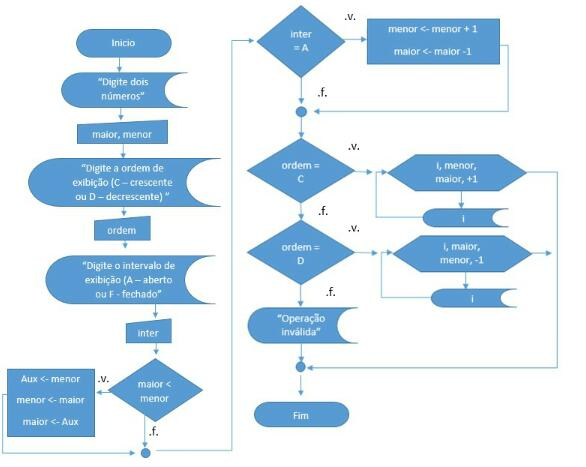 Inicio
"Digite dois
números"
maior, menor
"Digite a ordem de
exibição (C – crescente
ou D – decrescente) "
ordem
"Digite o intervalo de
exibição (A – aberto
ou F - fechado"
inter
maior <
menor
.v.
Aux <- menor
menor <- maior
maior <- Aux
.f.
inter
= A
.v.
menor <- menor + 1
maior <- maior -1
.f.
ordem =
C
.v.
i, menor,
maior, +1
i
.f.
ordem =
D
.v.
i, maior,
menor, -1
i
.f.
"Operação
inválida"
Fim